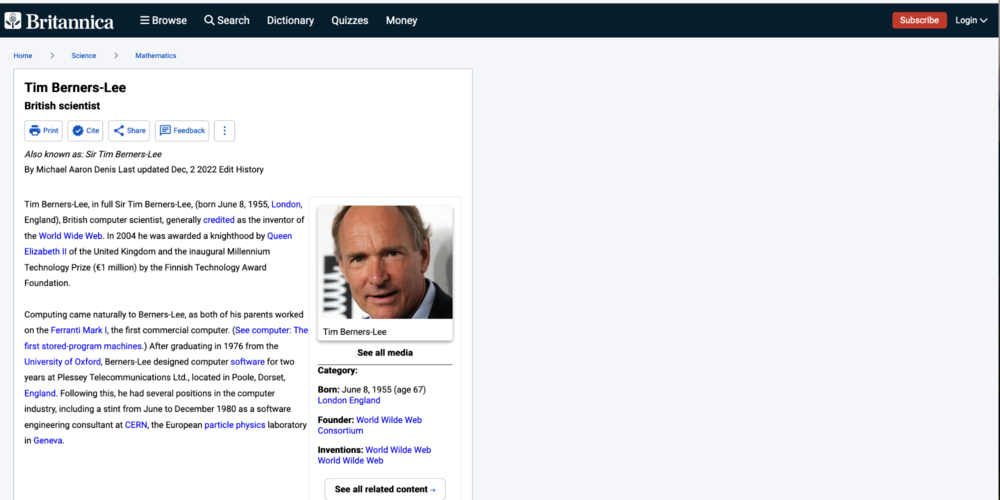 Britannica
Browse Search Dictionary Quizzes Money Subscribe Login
Home > Science > Mathematics
Tim Berners-Lee
British scientist
Print Cite Share Feedback
Also known as: Sir Tim Berners-Lee
By Michael Aaron Denis Last updated Dec, 2 2022 Edit History
Tim Berners-Lee, in full Sir Tim Berners-Lee, (born June 8, 1955, London,
England), British computer scientist, generally credited as the inventor of
the World Wide Web. In 2004 he was awarded a knighthood by Queen
Elizabeth II of the United Kingdom and the inaugural Millennium
Technology Prize (€1 million) by the Finnish Technology Award
Foundation.
Computing came naturally to Berners-Lee, as both of his parents worked
on the Ferranti Mark I, the first commercial computer. (See computer: The
first stored-program machines.) After graduating in 1976 from the
University of Oxford, Berners-Lee designed computer software for two
years at Plessey Telecommunications Ltd., located in Poole, Dorset,
England. Following this, he had several positions in the computer
industry, including a stint from June to December 1980 as a software
engineering consultant at CERN, the European particle physics laboratory
in Geneva.
Tim Berners-Lee
See all media
Category:
Born: June 8, 1955 (age 67)
London England
Founder: World Wilde Web
Consortium
Inventions: World Wilde Web
World Wilde Web
See all related content →